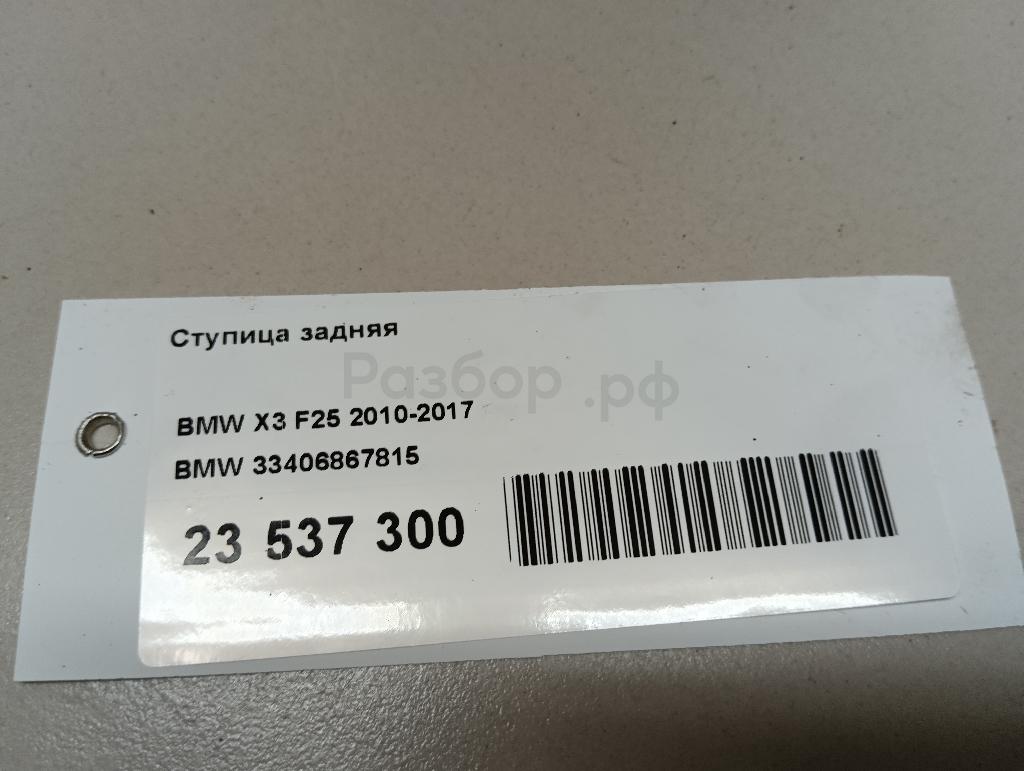 Ступица задняя
Разбор.рф
BMW X3 F25 2010-2017
BMW 33406867815
23 537 300